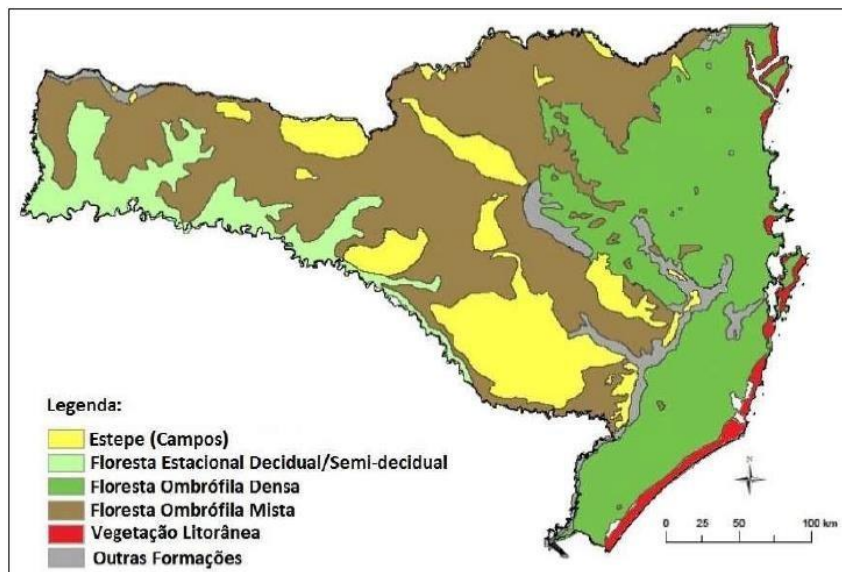 Legenda:
Estepe (Campos)
Floresta Estacional Decidual/Semi-decidual
Floresta Ombrófila Densa
Floresta Ombrófila Mista
Vegetação Litorânea
Outras Formações
N
0 25 50 100 km